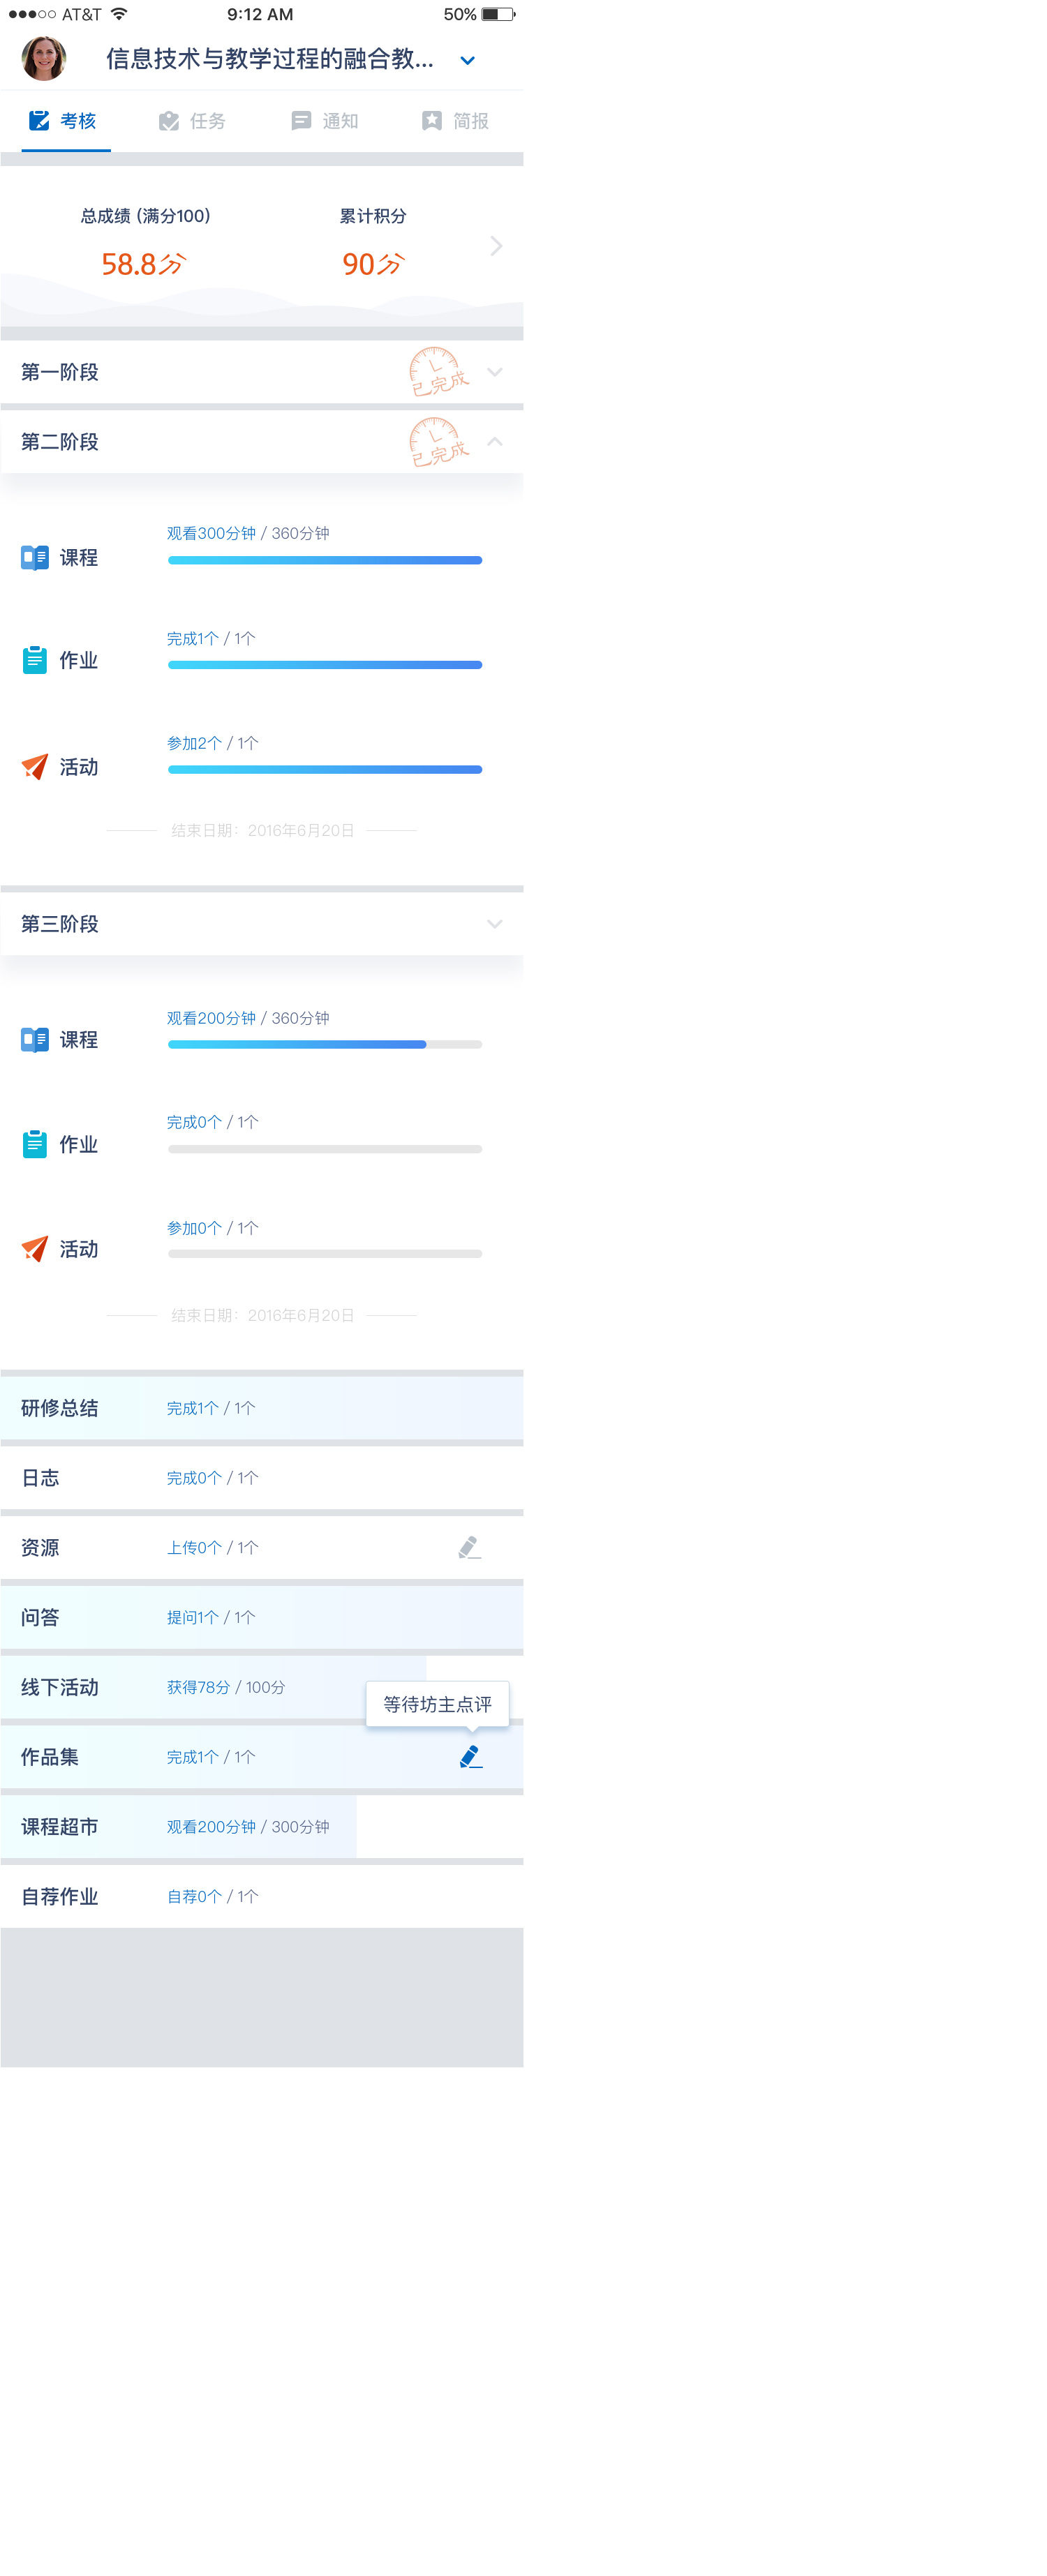 AT&T 9:12 AM 50%
信息技术与教学过程的融合教...
考核 任务 通知 简报
总成绩 (满分100) 累计积分
58.8分 90分
第一阶段 已完成
第二阶段 已完成
观看300分钟 / 360分钟
课程
完成1个 / 1个
作业
参加2个 / 1个
活动
结束日期：2016年6月20日
第三阶段
观看200分钟 / 360分钟
课程
完成0个 / 1个
作业
参加0个 / 1个
活动
结束日期：2016年6月20日
研修总结 完成1个 / 1个
日志 完成0个 / 1个
资源 上传0个 / 1个
问答 提问1个 / 1个
线下活动 获得78分 / 100分
等待坊主点评
作品集 完成1个 / 1个
课程超市 观看200分钟 / 300分钟
自荐作业 自荐0个 / 1个